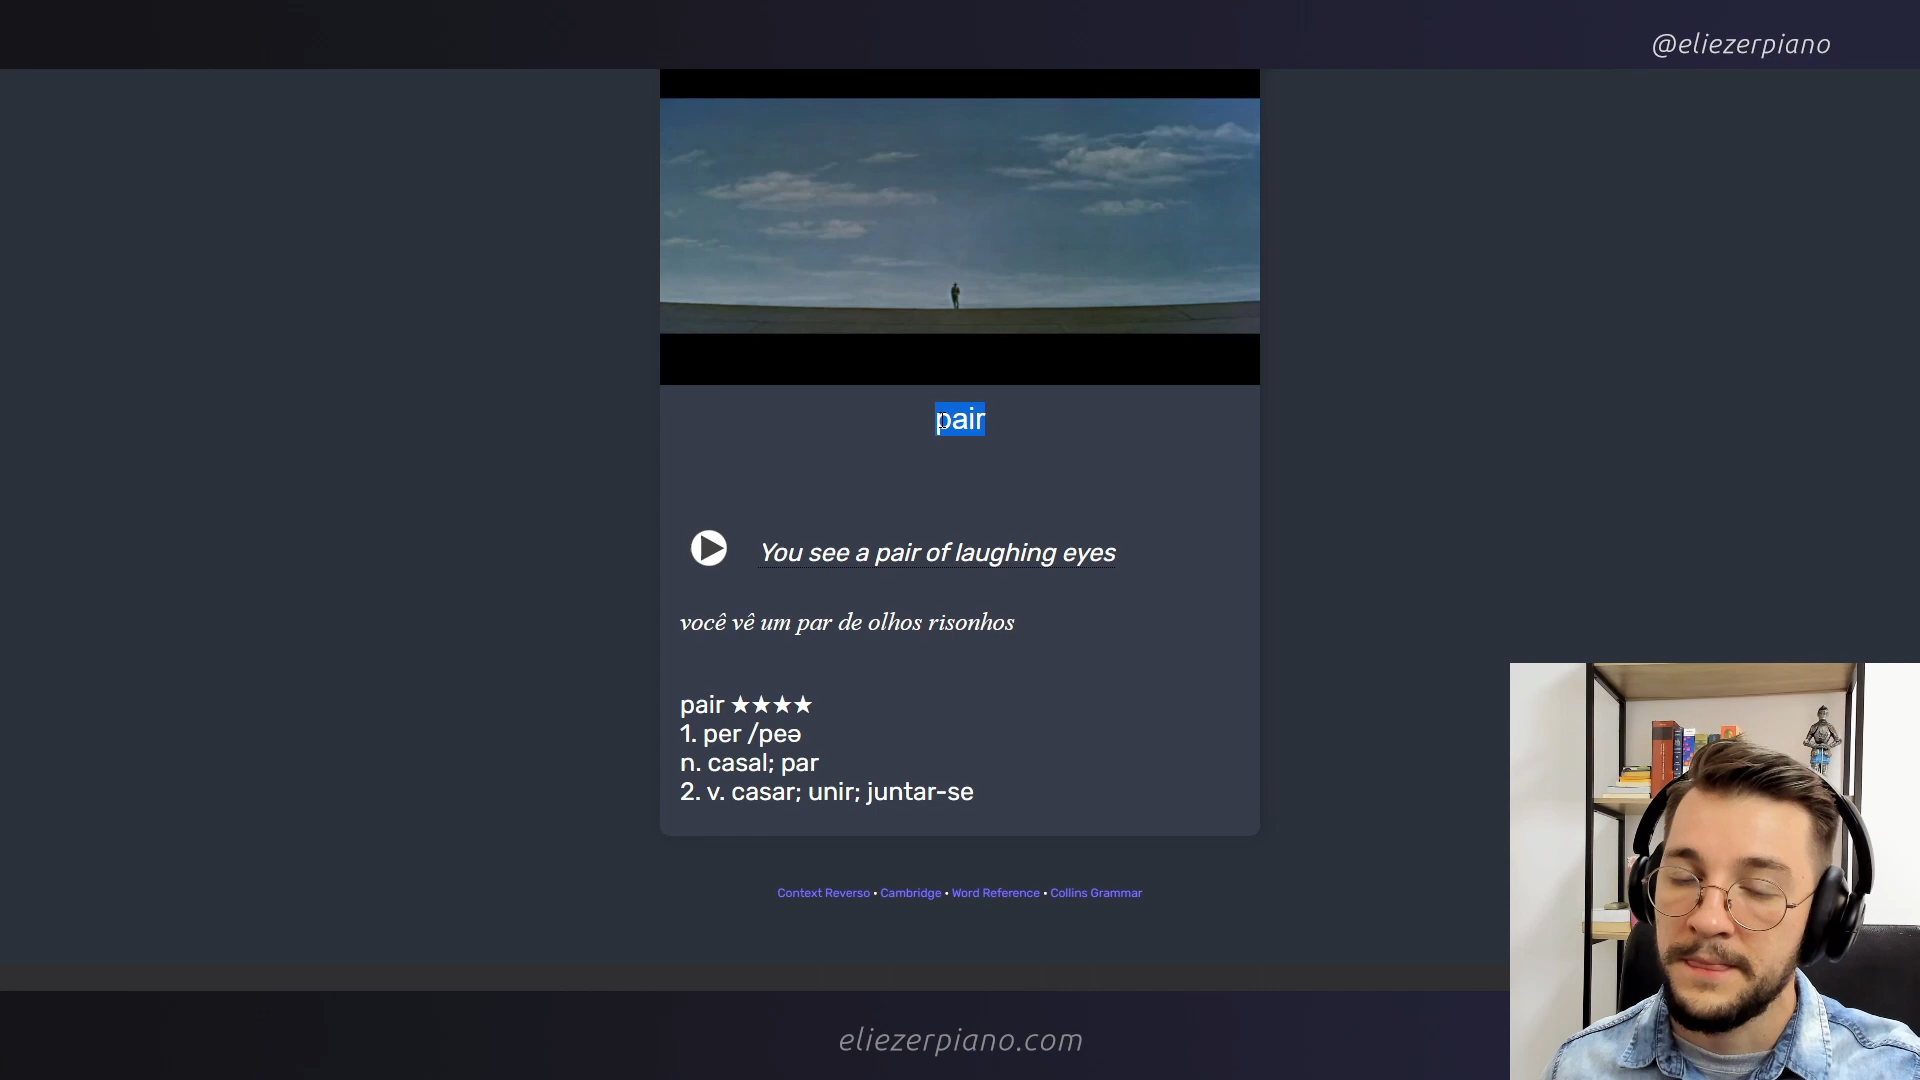 @eliezerpiano
pair
You see a pair of laughing eyes
você vê um par de olhos risonhos
pair ★★★★
1. per /peə
n. casal; par
2. v. casar; unir; juntar-se
Context Reverso • Cambridge • Word Reference • Collins Grammar
eliezerpiano.com